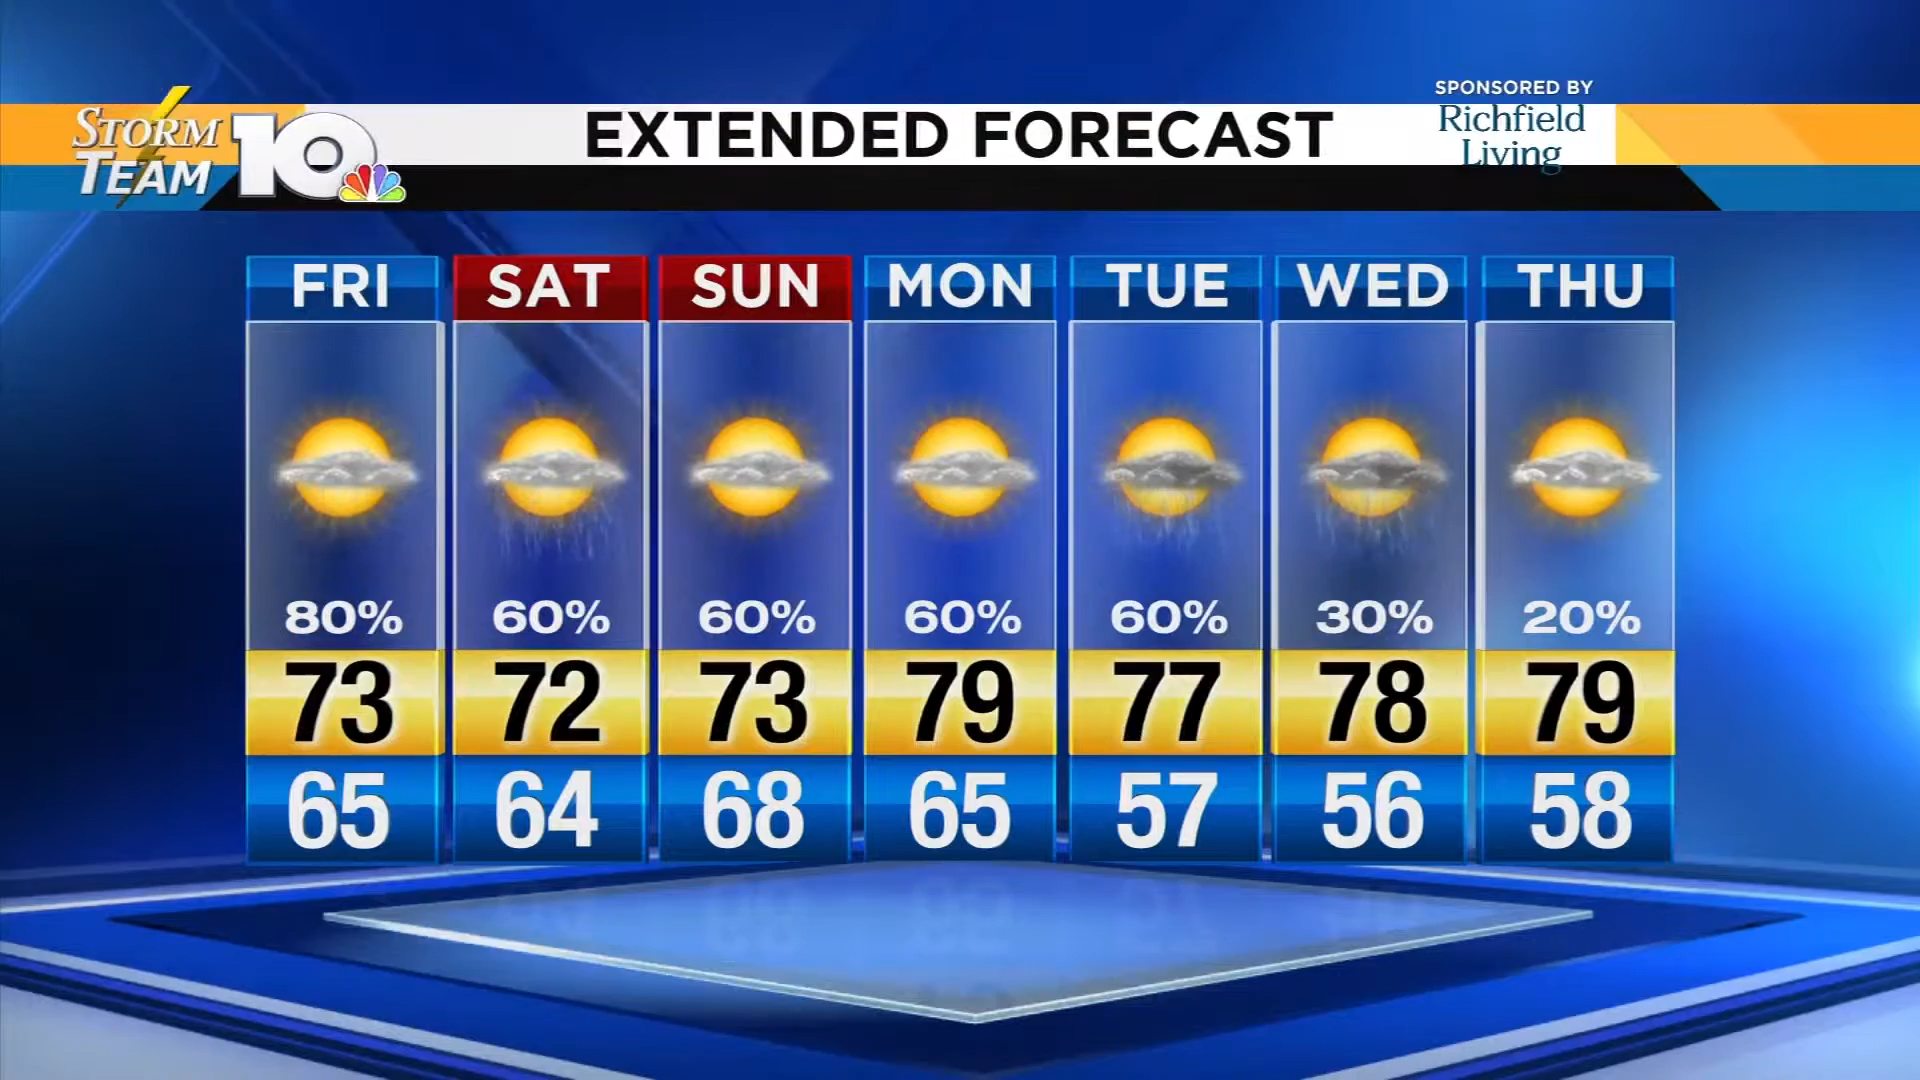 SPONSORED BY
STORM
TEAM
10
EXTENDED FORECAST
Richfield
Living
FRI SAT SUN MON TUE WED THU
80% 60% 60% 60% 60% 30% 20%
73 72 73 79 77 78 79
65 64 68 65 57 56 58